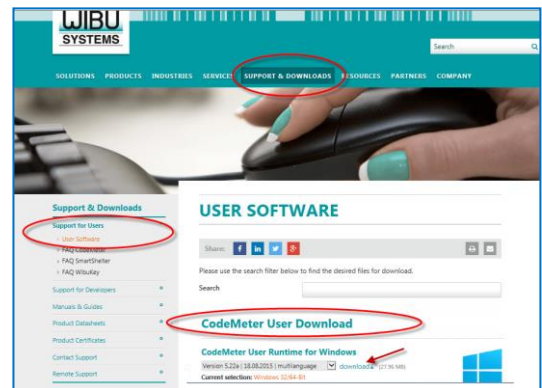 WIBU
SYSTEMS
Search
SOLUTIONS PRODUCTS INDUSTRIES SERVICES SUPPORT & DOWNLOADS RESOURCES PARTNERS COMPANY
Support & Downloads
Support for Users
› User Software
› FAQ CodeMeter
› FAQ SmartShelter
› FAQ WibuKey
Support for Developers
Manuals & Guides
Product Datasheets
Product Certificates
Contact Support
Remote Support
USER SOFTWARE
Share:
Please use the search filter below to find the desired files for download.
Search
CodeMeter User Download
CodeMeter User Runtime for Windows
Version 5.22a | 18.08.2015 | multilanguage
download
(27.96 MB)
Current selection: Windows 32/64-Bit